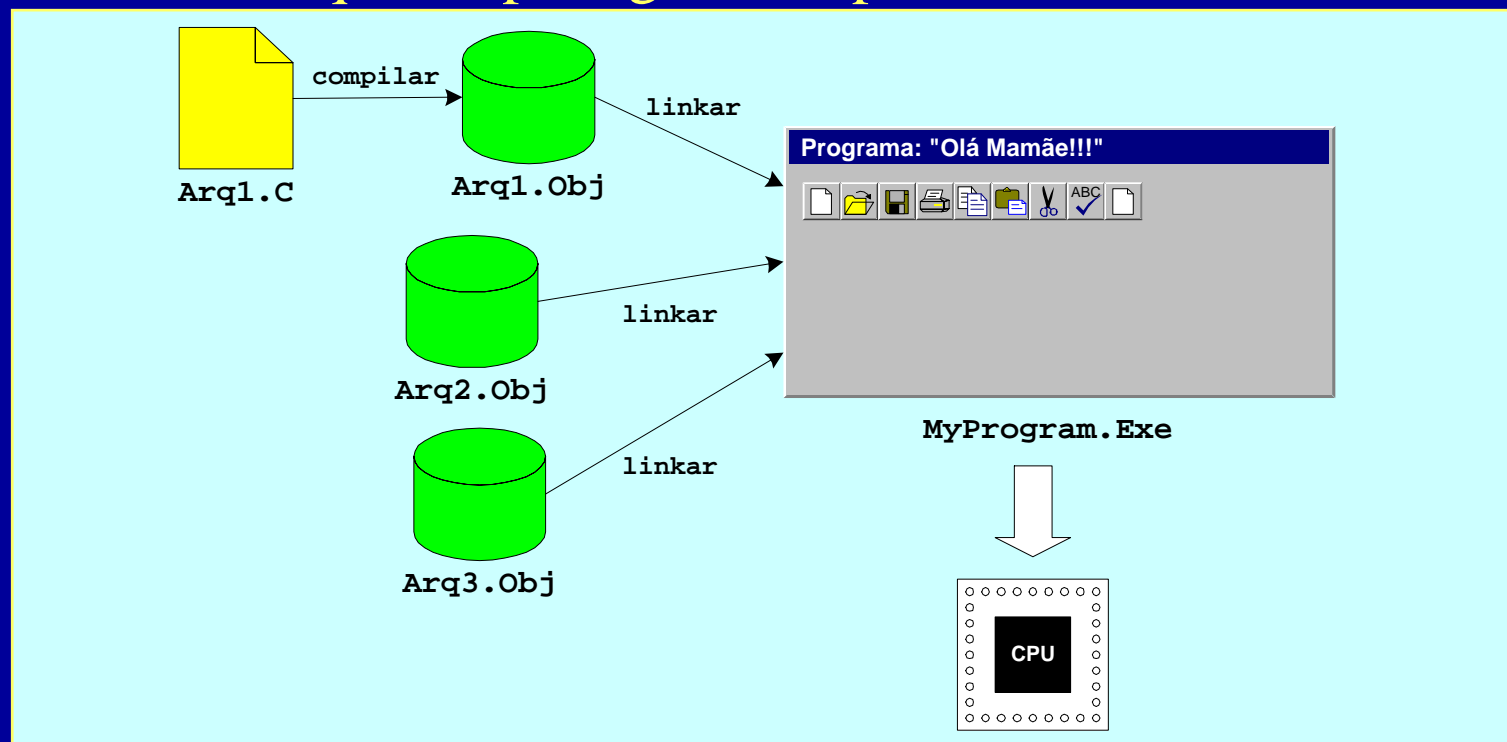 compilar
linkar
Arq1.C
Arq1.Obj
Programa: "Olá Mamãe!!!"
ABC
linkar
Arq2.Obj
MyProgram.Exe
linkar
Arq3.Obj
CPU